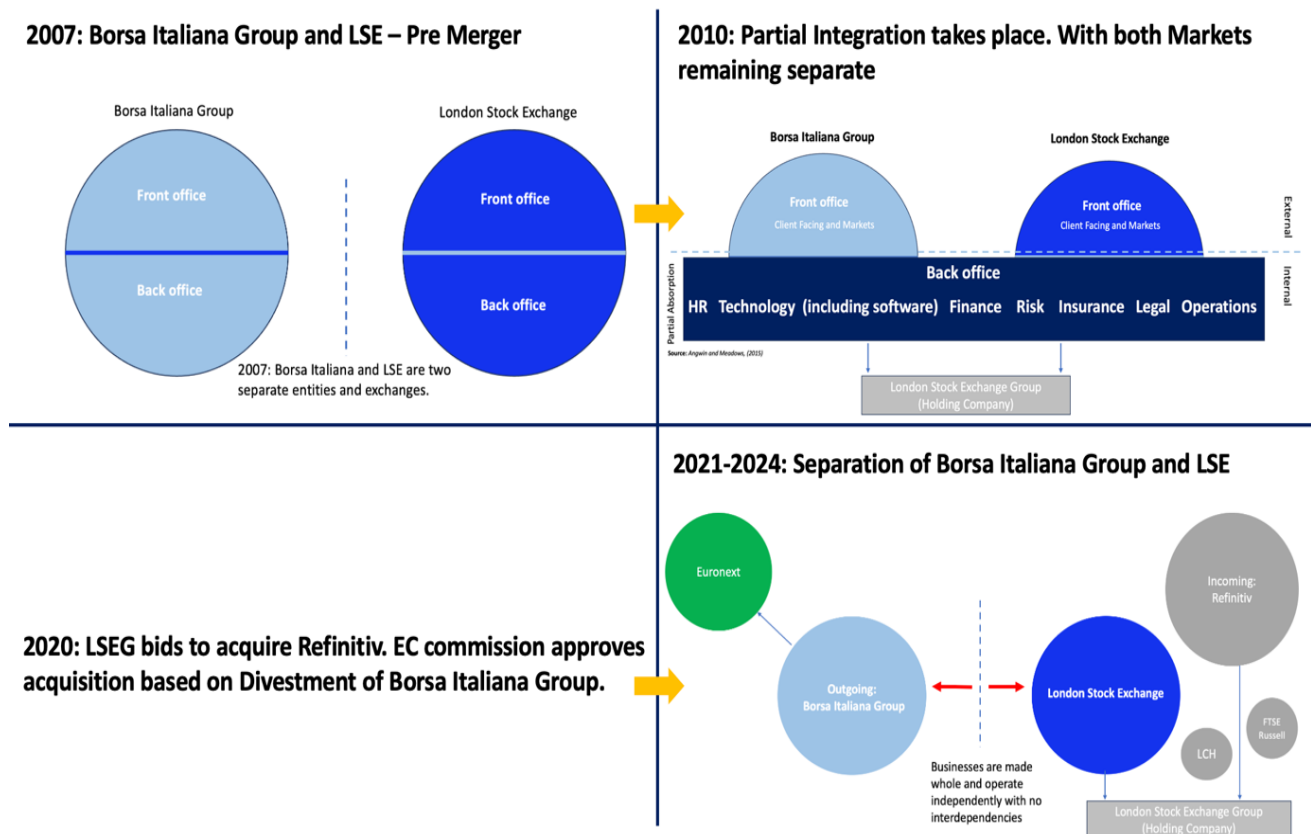 2007: Borsa Italiana Group and LSE – Pre Merger
Borsa Italiana Group
London Stock Exchange
Front office
Back office
Front office
Back office
2007: Borsa Italiana and LSE are two
separate entities and exchanges.
2010: Partial Integration takes place. With both Markets
remaining separate
Borsa Italiana Group
London Stock Exchange
Front office
Client Facing and Markets
Front office
Client Facing and Markets
External
Internal
Partial Absorption
Back office
HR Technology (including software) Finance Risk Insurance Legal Operations
Source: Angwin and Meadows, (2015)
London Stock Exchange Group
(Holding Company)
2020: LSEG bids to acquire Refinitiv. EC commission approves
acquisition based on Divestment of Borsa Italiana Group.
2021-2024: Separation of Borsa Italiana Group and LSE
Euronext
Outgoing:
Borsa Italiana Group
London Stock Exchange
Incoming:
Refinitiv
LCH
FTSE
Russell
Businesses are made
whole and operate
independently with no
interdependencies
London Stock Exchange Group
(Holding Company)